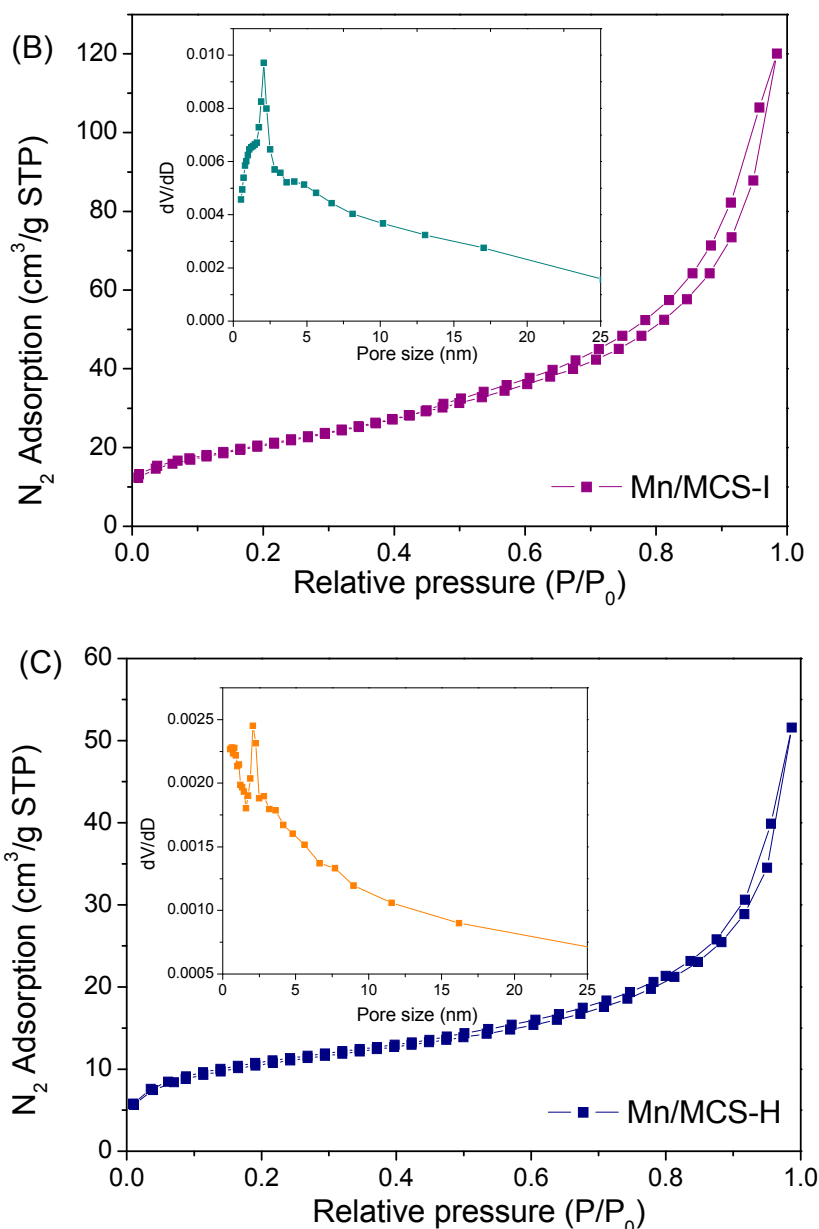 (B)
N₂ Adsorption (cm³/g STP)
120
100
80
60
40
20
0
0.0 0.2 0.4 0.6 0.8 1.0
Relative pressure (P/P₀)
Mn/MCS-I
dV/dD
0.010
0.008
0.006
0.004
0.002
0.000
0 5 10 15 20 25
Pore size (nm)
(C)
N₂ Adsorption (cm³/g STP)
60
50
40
30
20
10
0
0.0 0.2 0.4 0.6 0.8 1.0
Relative pressure (P/P₀)
Mn/MCS-H
dV/dD
0.0025
0.0020
0.0015
0.0010
0.0005
0 5 10 15 20 25
Pore size (nm)